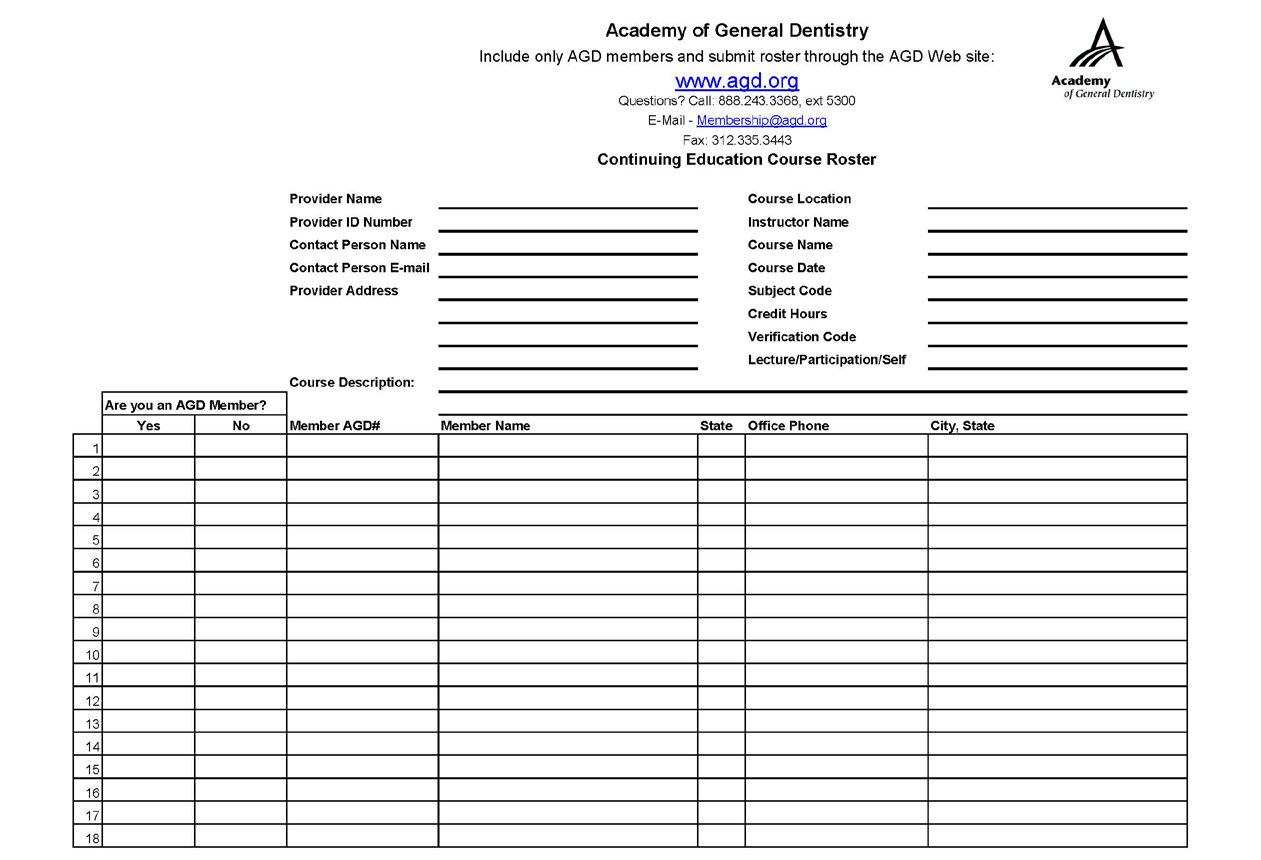 Academy of General Dentistry
Include only AGD members and submit roster through the AGD Web site:
www.agd.org
Questions? Call: 888.243.3368, ext 5300
E-Mail - Membership@agd.org
Fax: 312.335.3443
Continuing Education Course Roster
Academy
of General Dentistry
Provider Name Course Location
Provider ID Number Instructor Name
Contact Person Name Course Name
Contact Person E-mail Course Date
Provider Address Subject Code
Credit Hours
Verification Code
Lecture/Participation/Self
Course Description:
Are you an AGD Member?
Yes No Member AGD# Member Name State Office Phone City, State
1
2
3
4
5
6
7
8
9
10
11
12
13
14
15
16
17
18